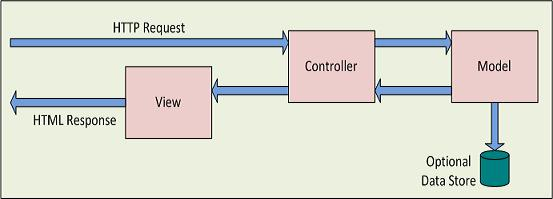 HTTP Request
Controller
Model
View
HTML Response
Optional
Data Store